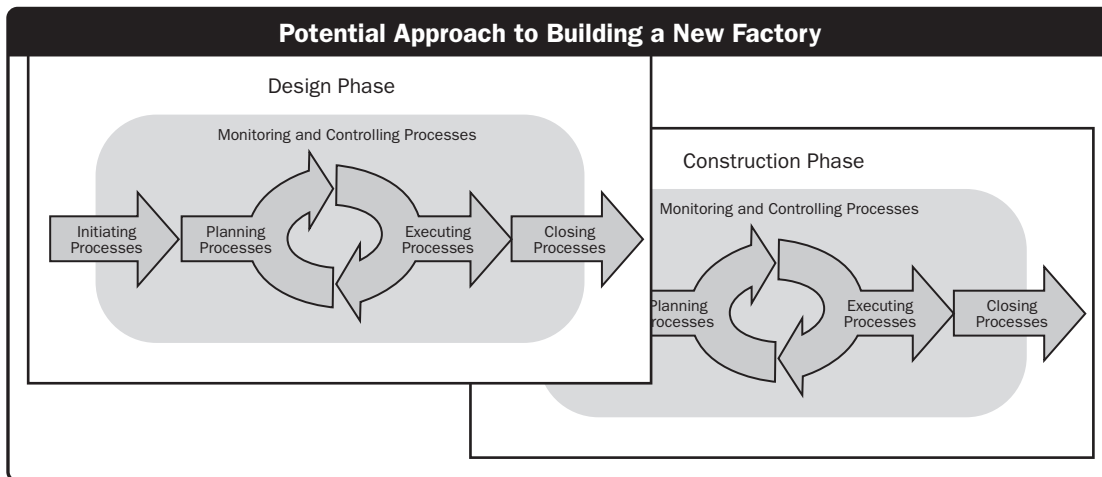 Potential Approach to Building a New Factory
Design Phase
Monitoring and Controlling Processes
Initiating
Processes
Planning
Processes
Executing
Processes
Closing
Processes
Construction Phase
Monitoring and Controlling Processes
Planning
rocesses
Executing
Processes
Closing
Processes